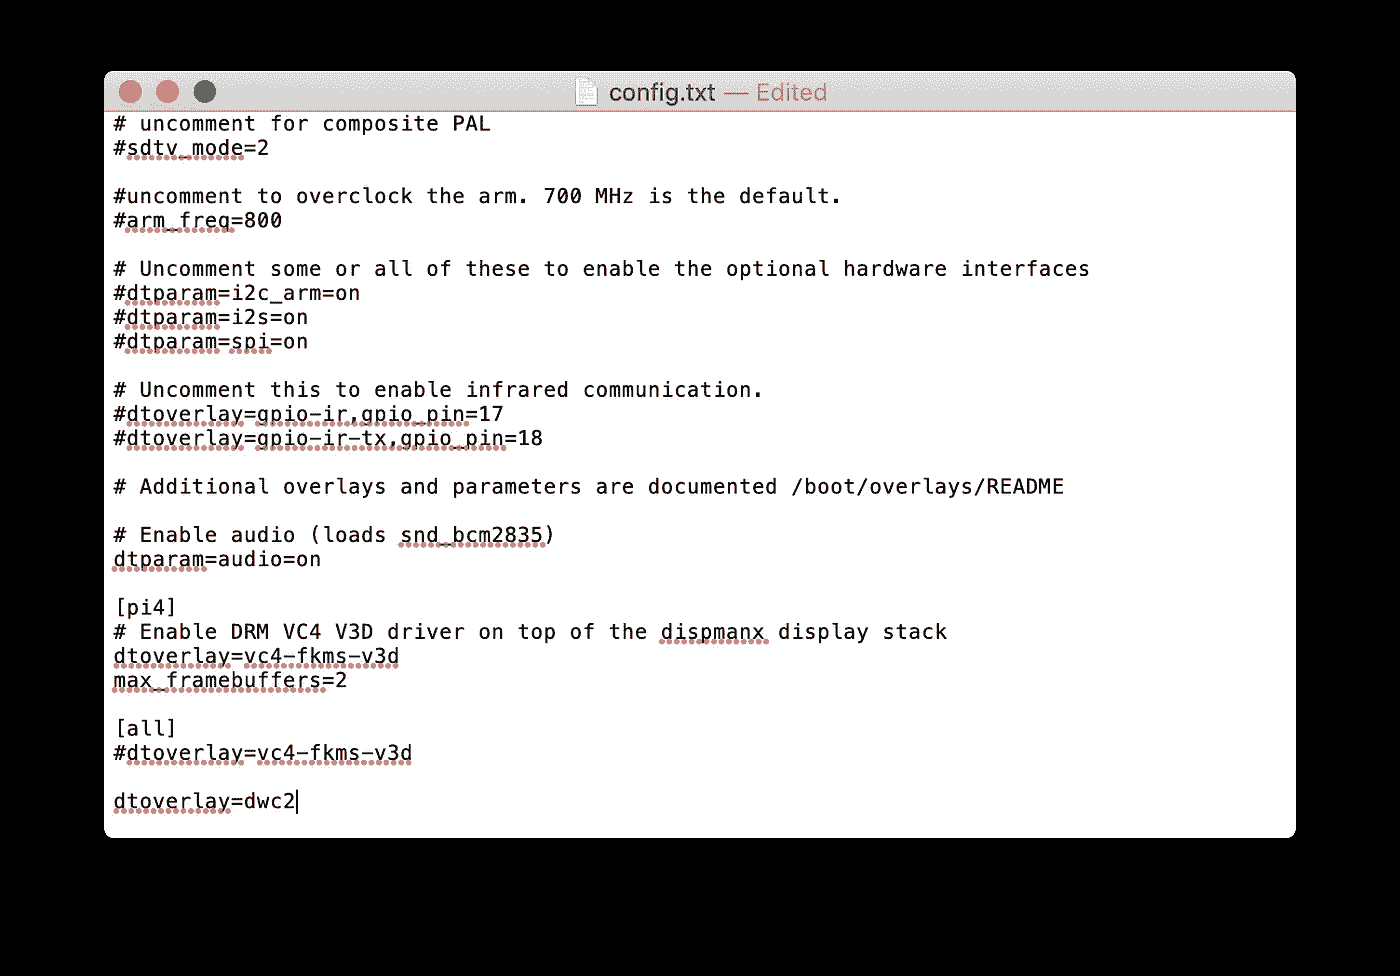 config.txt — Edited
# uncomment for composite PAL
#sdtv_mode=2
#uncomment to overclock the arm. 700 MHz is the default.
#arm_freq=800
# Uncomment some or all of these to enable the optional hardware interfaces
#dtparam=i2c_arm=on
#dtparam=i2s=on
#dtparam=spi=on
# Uncomment this to enable infrared communication.
#dtoverlay=gpio-ir,gpio_pin=17
#dtoverlay=gpio-ir-tx,gpio_pin=18
# Additional overlays and parameters are documented /boot/overlays/README
# Enable audio (loads snd_bcm2835)
dtparam=audio=on
[pi4]
# Enable DRM VC4 V3D driver on top of the dispmanx display stack
dtoverlay=vc4-fkms-v3d
max_framebuffers=2
[all]
#dtoverlay=vc4-fkms-v3d
dtoverlay=dwc2